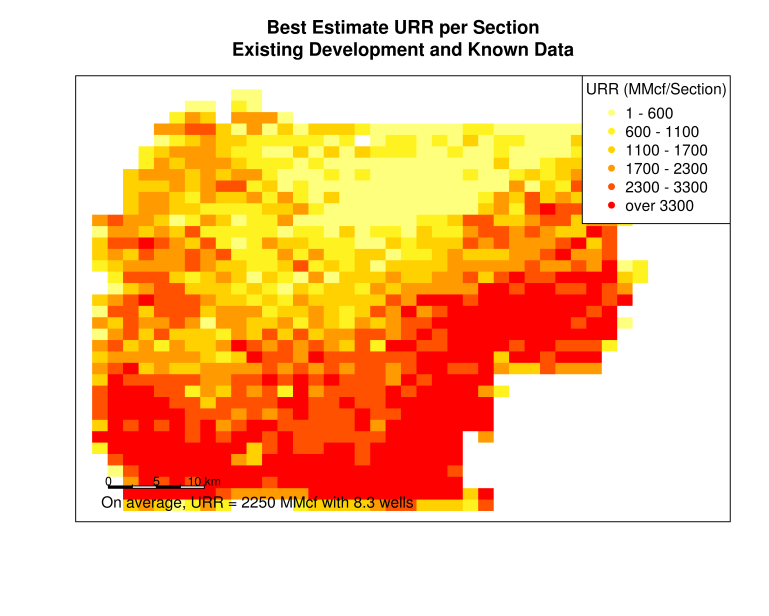 Best Estimate URR per Section
Existing Development and Known Data
URR (MMcf/Section)
1 - 600
600 - 1100
1100 - 1700
1700 - 2300
2300 - 3300
over 3300
0 5 10 km
On average, URR = 2250 MMcf with 8.3 wells